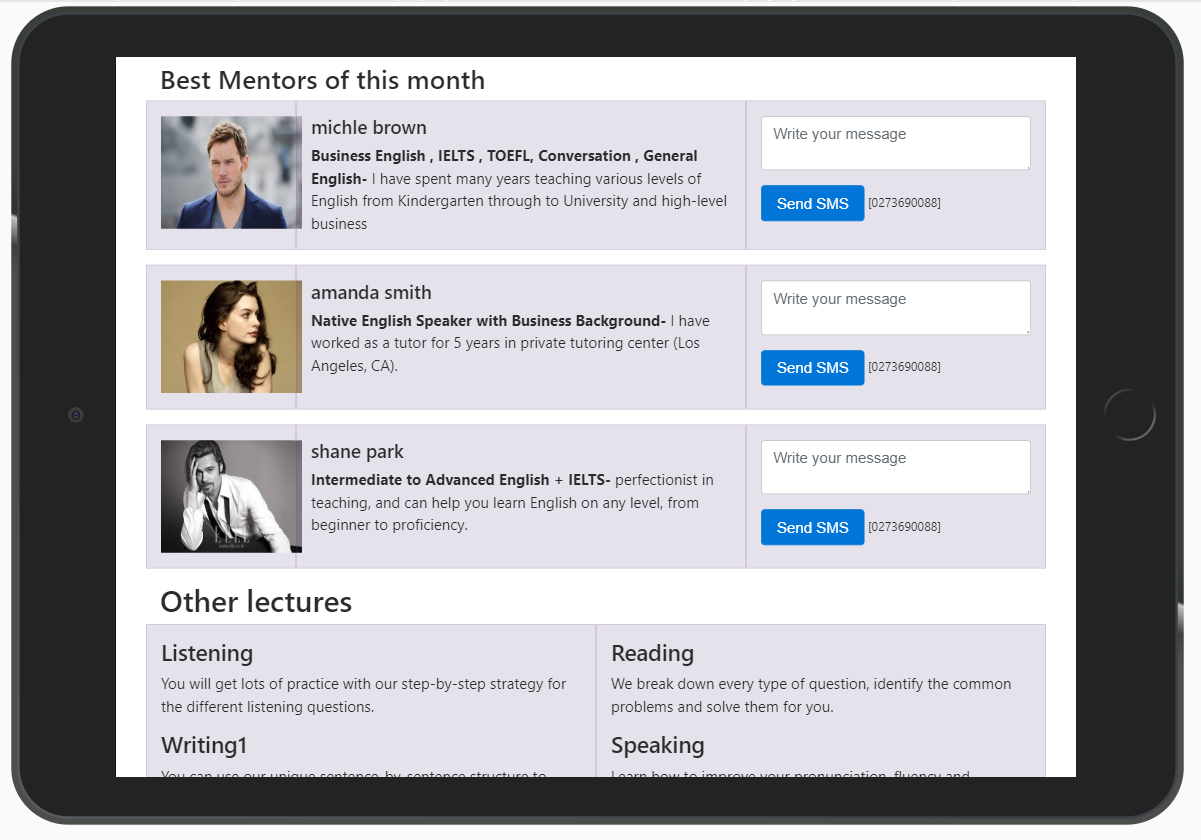 Best Mentors of this month
michle brown
Business English , IELTS , TOEFL, Conversation , General
English- I have spent many years teaching various levels of
English from Kindergarten through to University and high-level
business
Write your message
Send SMS [0273690088]
amanda smith
Native English Speaker with Business Background- I have
worked as a tutor for 5 years in private tutoring center (Los
Angeles, CA).
Write your message
Send SMS [0273690088]
shane park
Intermediate to Advanced English + IELTS- perfectionist in
teaching, and can help you learn English on any level, from
beginner to proficiency.
Write your message
Send SMS [0273690088]
Other lectures
Listening
You will get lots of practice with our step-by-step strategy for
the different listening questions.
Reading
We break down every type of question, identify the common
problems and solve them for you.
Writing1
You can use our unique sentence-by-sentence structure to
Speaking
Learn how to improve your pronunciation, fluency and